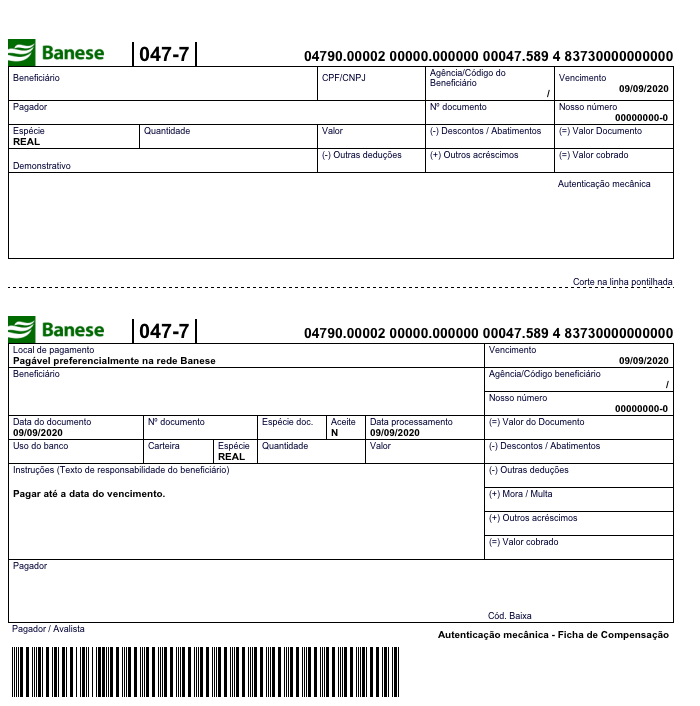 Banese 047-7 04790.00002 00000.000000 00047.589 4 83730000000000
Beneficiário CPF/CNPJ Agência/Código do Beneficiário / Vencimento 09/09/2020
Pagador Nº documento Nosso número 00000000-0
Espécie REAL Quantidade Valor (-) Descontos / Abatimentos (=) Valor Documento
Demonstrativo (-) Outras deduções (+) Outros acréscimos (=) Valor cobrado
Autenticação mecânica
Corte na linha pontilhada
Banese 047-7 04790.00002 00000.000000 00047.589 4 83730000000000
Local de pagamento Vencimento
Pagável preferencialmente na rede Banese 09/09/2020
Beneficiário Agência/Código beneficiário
/
Nosso número
00000000-0
Data do documento Nº documento Espécie doc. Aceite Data processamento (=) Valor do Documento
09/09/2020 N 09/09/2020
Uso do banco Carteira Espécie Quantidade Valor (-) Descontos / Abatimentos
REAL
Instruções (Texto de responsabilidade do beneficiário) (-) Outras deduções
Pagar até a data do vencimento. (+) Mora / Multa
(+) Outros acréscimos
(=) Valor cobrado
Pagador
Cód. Baixa
Pagador / Avalista
Autenticação mecânica - Ficha de Compensação